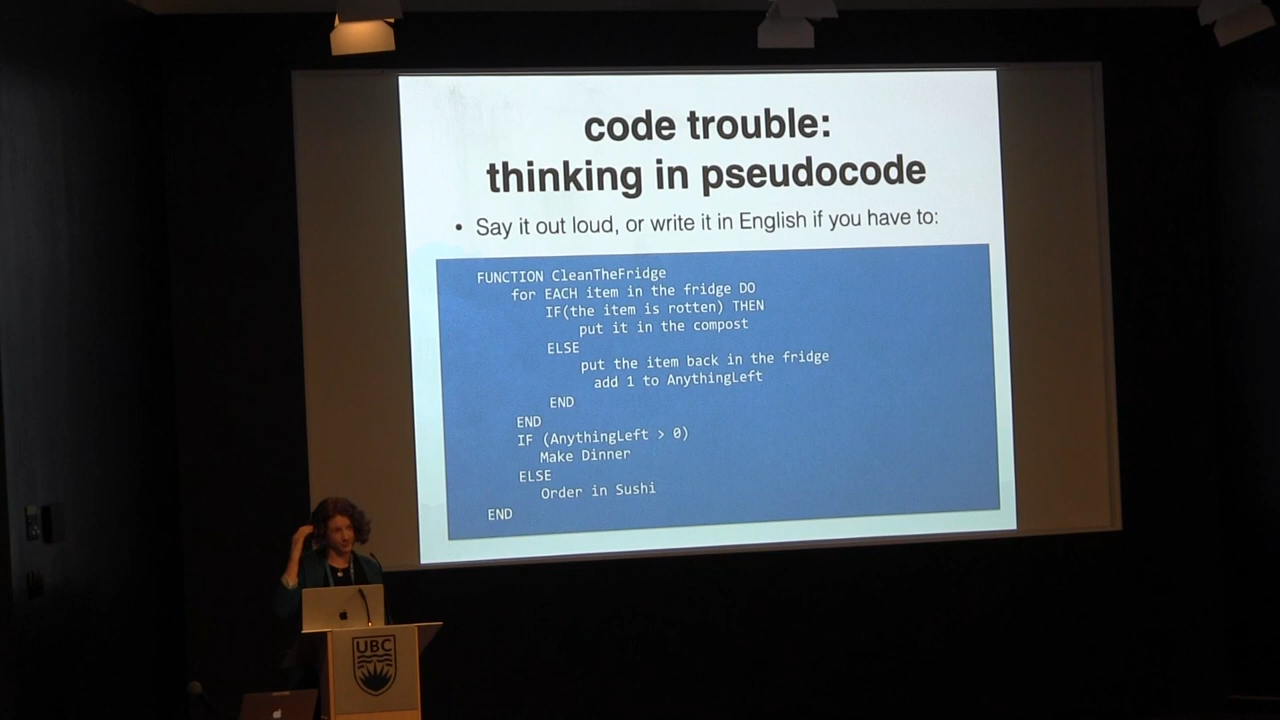 code trouble:
thinking in pseudocode
• Say it out loud, or write it in English if you have to:
FUNCTION CleanTheFridge
for EACH item in the fridge DO
IF(the item is rotten) THEN
put it in the compost
ELSE
put the item back in the fridge
add 1 to AnythingLeft
END
END
IF (AnythingLeft > 0)
Make Dinner
ELSE
Order in Sushi
END
UBC